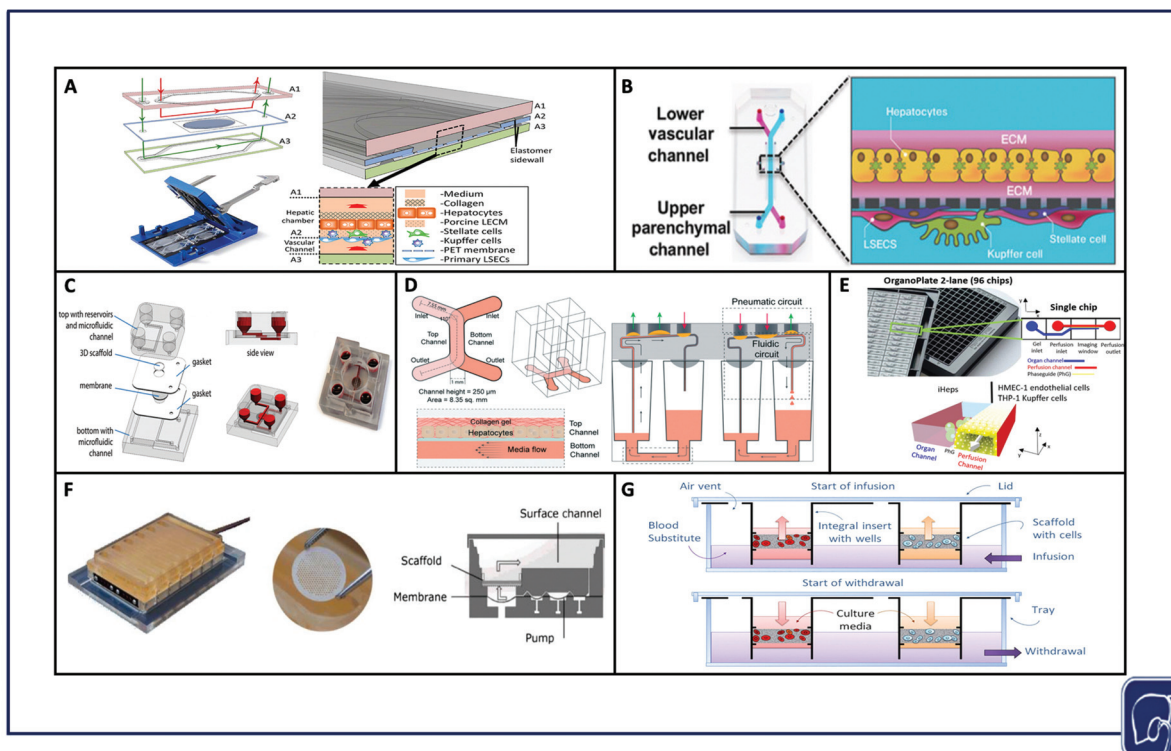 A
A1
A2
A3
A1
A2
A3
Elastomer
sidewall
A1
Hepatic
chamber
A2
Vascular
Channel
A3
-Medium
-Collagen
-Hepatocytes
-Porcine LECM
-Stellate cells
-Kupffer cells
-PET membrane
-Primary LSECs
B
Lower
vascular
channel
Upper
parenchymal
channel
Hepatocytes
ECM
ECM
LSECS
Kupffer cell
Stellate cell
C
top with reservoirs
and microfluidic
channel
3D scaffold
gasket
membrane
gasket
bottom with
microfluidic
channel
side view
D
7.55 mm
110°
Inlet
Inlet
Top
Channel
Bottom
Channel
Outlet
Outlet
1 mm
Channel height = 250 µm
Area = 8.35 sq. mm
Collagen gel
Hepatocytes
Media flow
Top
Channel
Bottom
Channel
Pneumatic circuit
Fluidic
circuit
E
OrganoPlate 2-lane (96 chips)
Y
X
Single chip
Gel
inlet
Perfusion
inlet
Imaging
window
Perfusion
outlet
Organ channel
Perfusion channel
Phaseguide (PhG)
iHeps
HMEC-1 endothelial cells
THP-1 Kupffer cells
Organ
Channel
PhG
Perfusion
Channel
Z
X
Y
F
Surface channel
Scaffold
Membrane
Pump
G
Air vent
Start of infusion
Lid
Blood
Substitute
Integral insert
with wells
Scaffold
with cells
Infusion
Start of withdrawal
Culture
media
Tray
Withdrawal